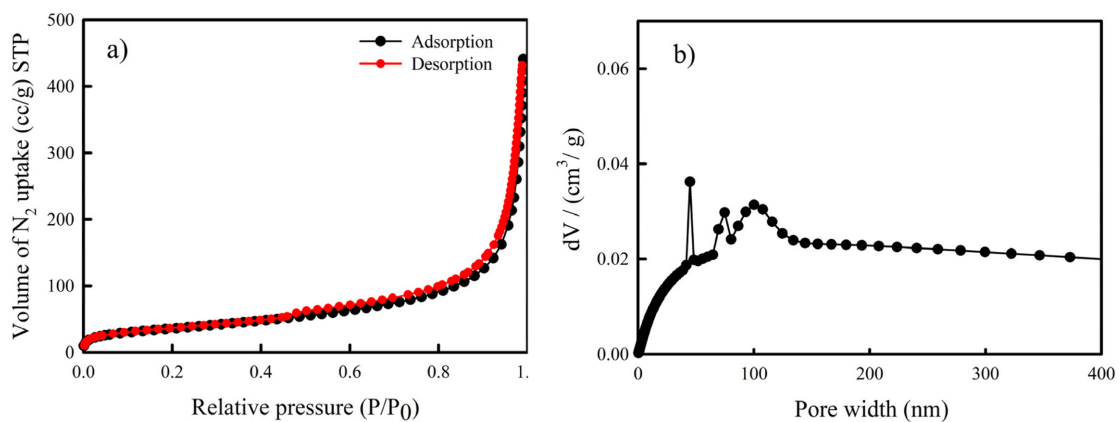 a)
Adsorption
Desorption
Volume of N2 uptake (cc/g) STP
500
400
300
200
100
0
0.0 0.2 0.4 0.6 0.8 1.
Relative pressure (P/P0)
b)
dV / (cm3/ g)
0.06
0.04
0.02
0.00
0 100 200 300 400
Pore width (nm)